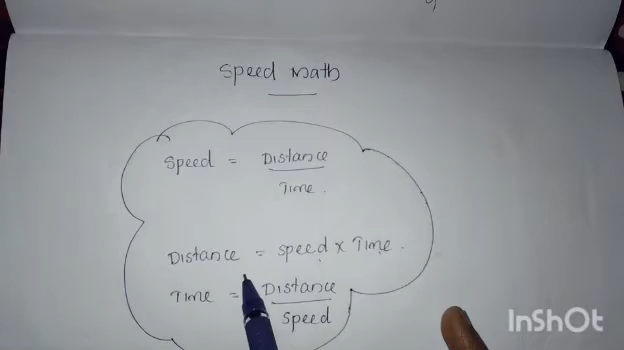 Speed Math
Speed = Distance
Time.
Distance = Speed x Time.
Time = Distance
Speed
InShOt